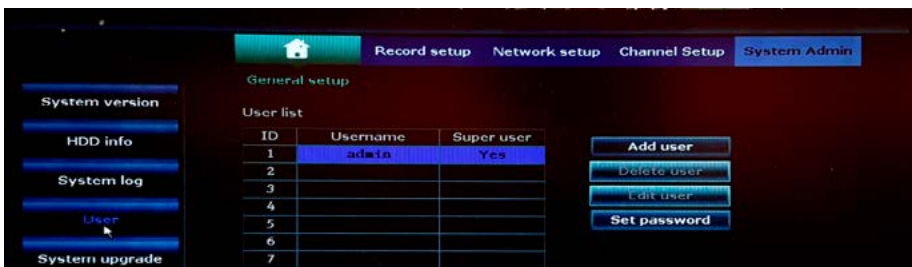 Record setup Network setup Channel Setup System Admin
General setup
System version
HDD info
System log
User
System upgrade
User list
ID Username Super user
1 admin Yes
2
3
4
5
6
7
Add user
Delete user
Edit user
Set password